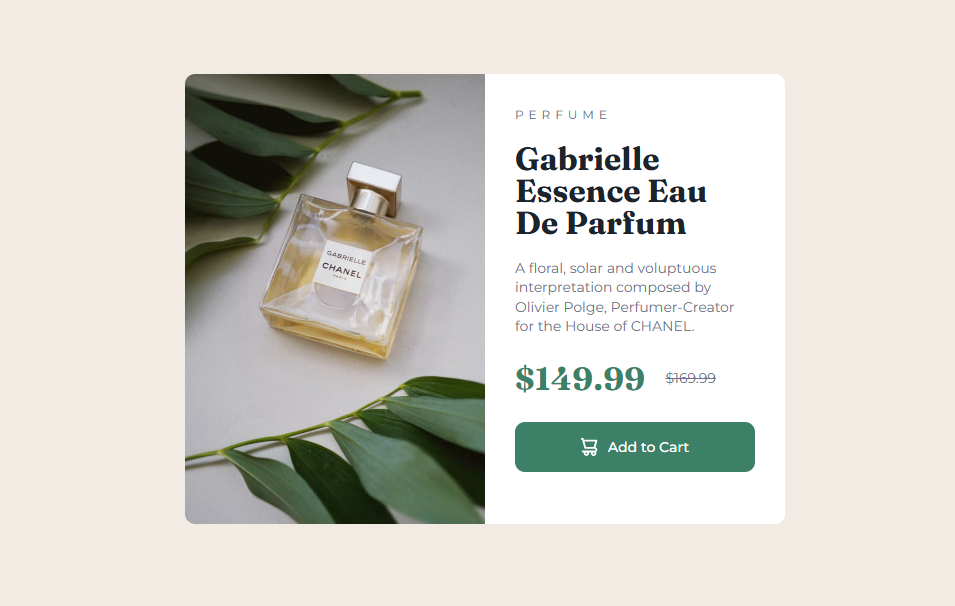 GABRIELLE
CHANEL
PARIS
PERFUME
Gabrielle
Essence Eau
De Parfum
A floral, solar and voluptuous
interpretation composed by
Olivier Polge, Perfumer-Creator
for the House of CHANEL.
$149.99 $169.99
Add to Cart